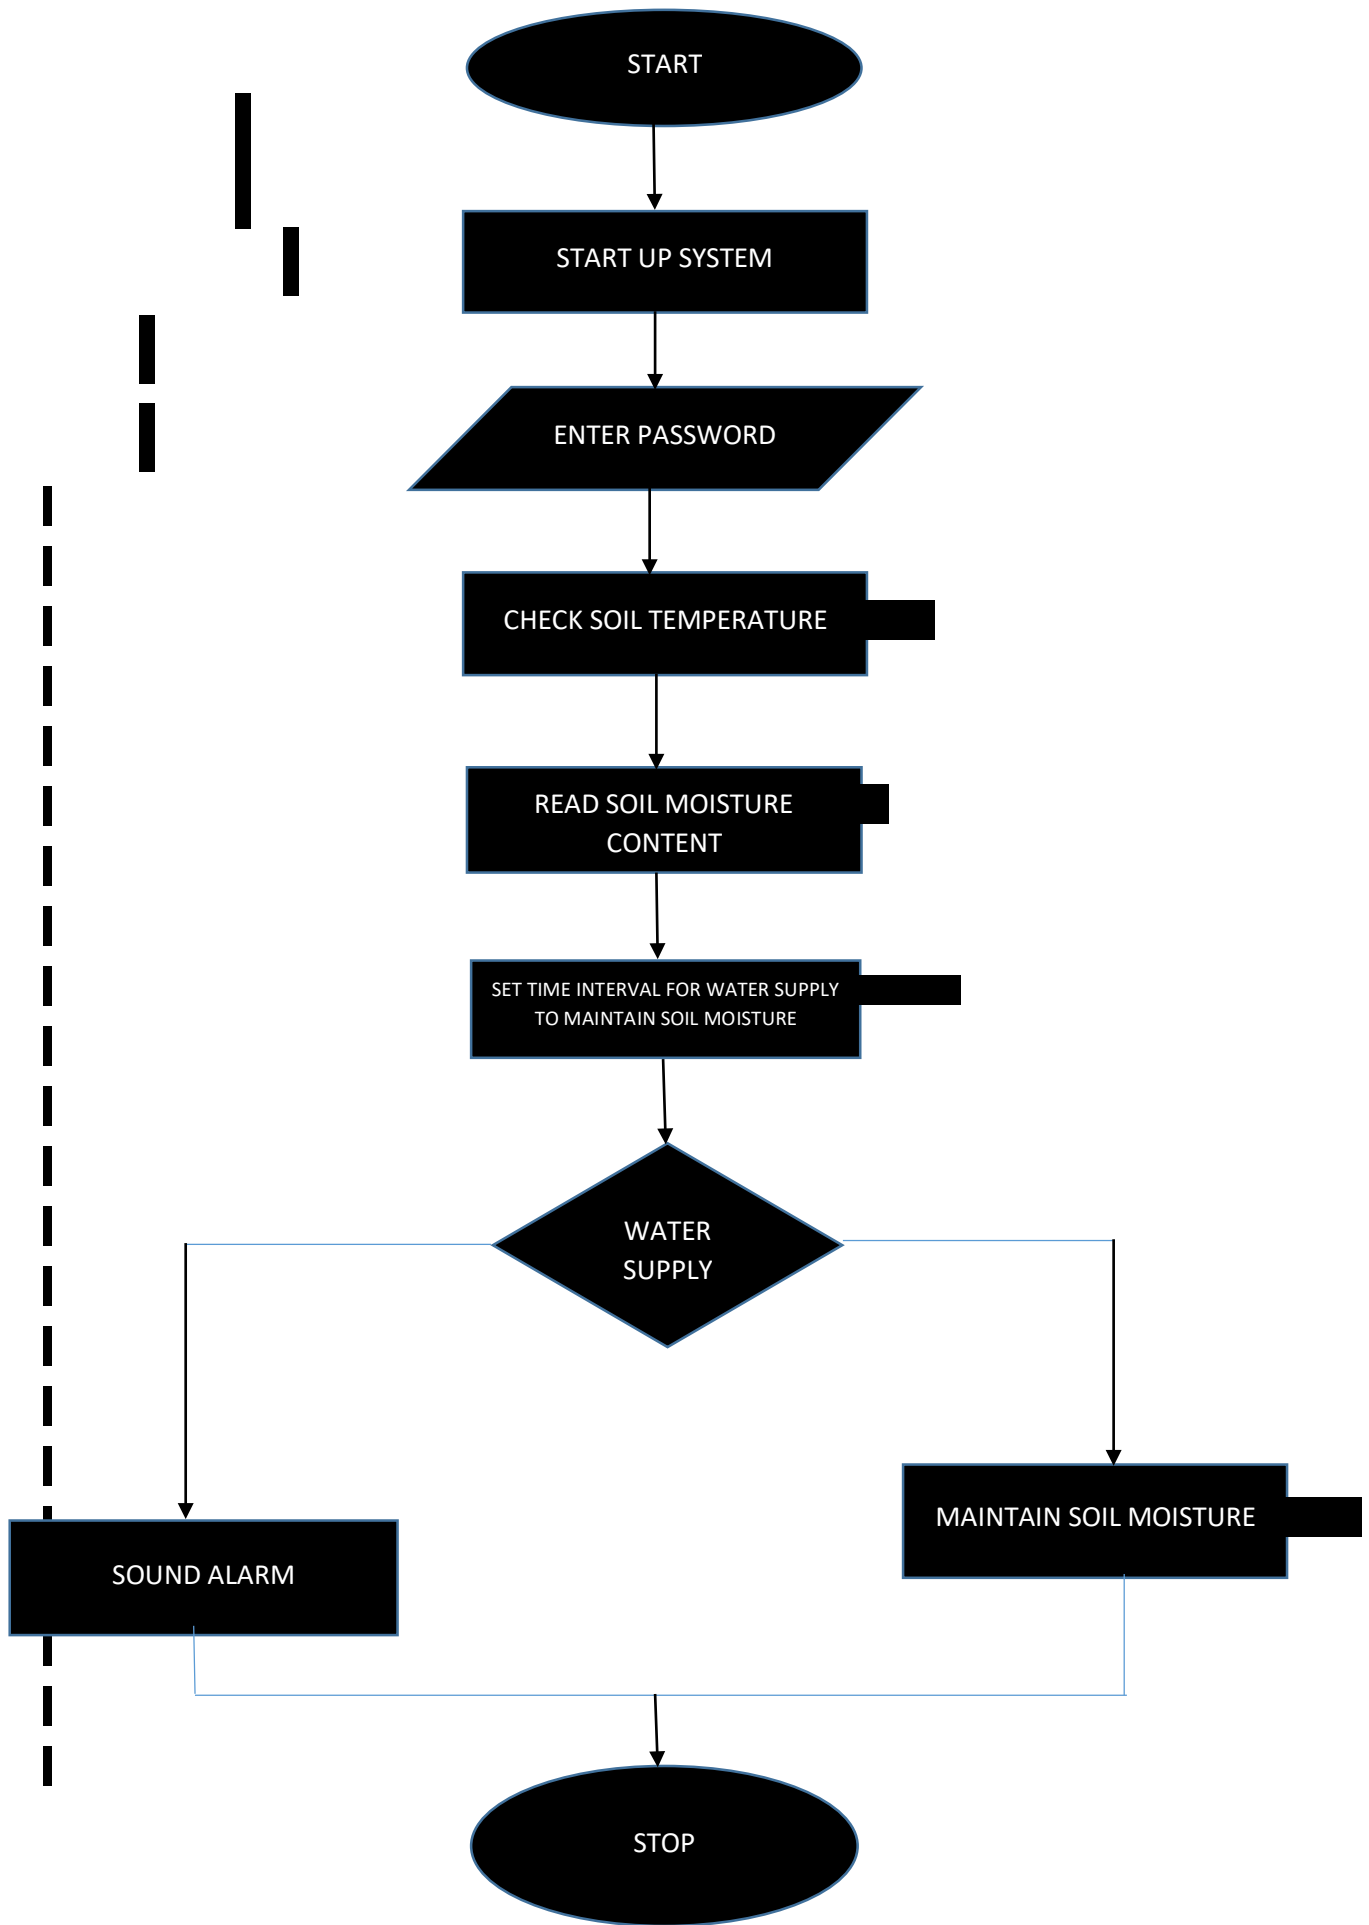 START
START UP SYSTEM
ENTER PASSWORD
CHECK SOIL TEMPERATURE
READ SOIL MOISTURE
CONTENT
SET TIME INTERVAL FOR WATER SUPPLY
TO MAINTAIN SOIL MOISTURE
WATER
SUPPLY
MAINTAIN SOIL MOISTURE
SOUND ALARM
STOP